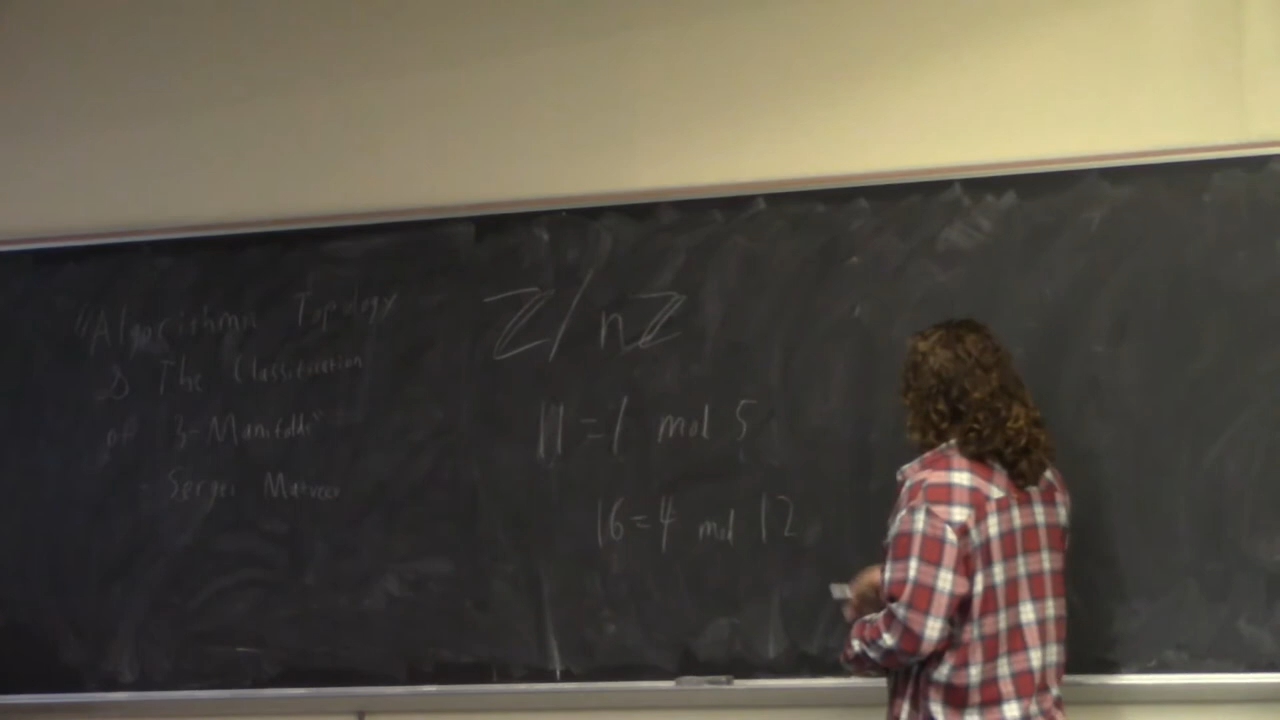 "Algorithmic Topology
& The Classification
of 3-Manifolds"
Sergei Matveev
ℤ/nℤ
11=1 mod 5
16=4 mod 12